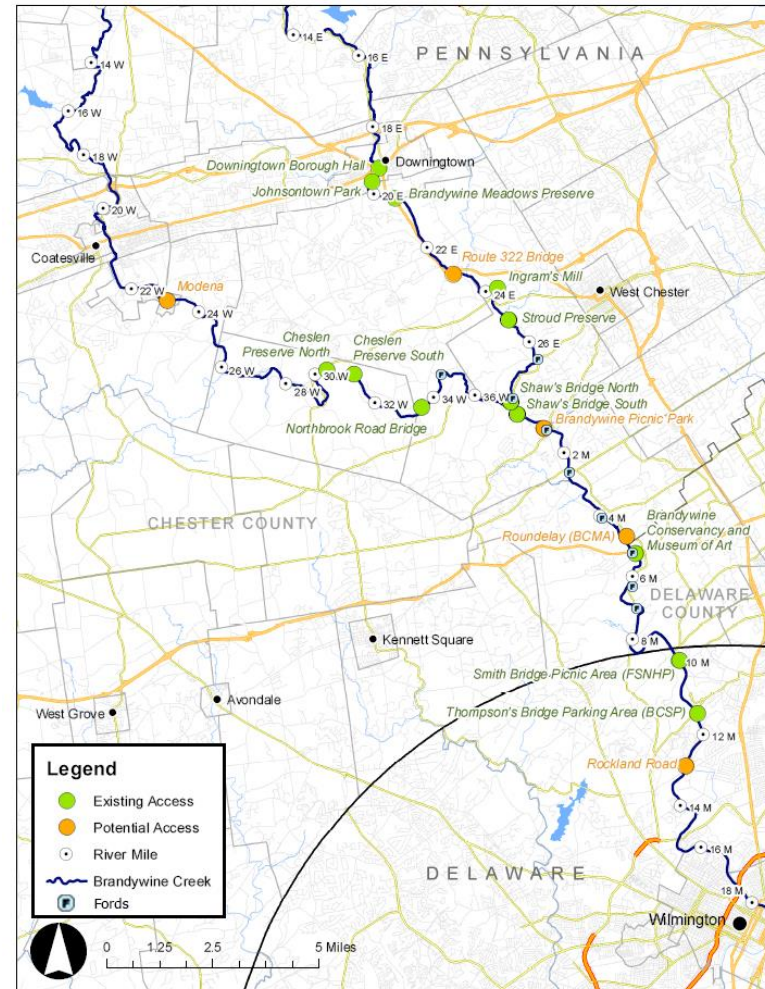 14 E
16 E
PENNSYLVANIA
14 W
16 W
18 E
18 W
Downingtown Borough Hall
Downingtown
Johnsontown Park
20 E
Brandywine Meadows Preserve
20 W
22 E
Route 322 Bridge
Coatesville
Ingram's Mill
22 W
Modena
24 E
West Chester
24 W
Stroud Preserve
Cheslen
Preserve North
Cheslen
Preserve South
26 E
26 W
30 W
28 W
32 W
34 W
36 W
Shaw's Bridge North
Shaw's Bridge South
Northbrook Road Bridge
Brandywine Picnic Park
2 M
CHESTER COUNTY
4 M
Roundelay (BCMA)
Brandywine
Conservancy and
Museum of Art
6 M
DELAWARE
COUNTY
Kennett Square
8 M
10 M
Smith Bridge Picnic Area (FSNHP)
Avondale
West Grove
Thompson's Bridge Parking Area (BCSP)
12 M
Rockland Road
14 M
16 M
DELAWARE
18 M
Wilmington
Legend
Existing Access
Potential Access
River Mile
Brandywine Creek
F Fords
0 1.25 2.5 5 Miles